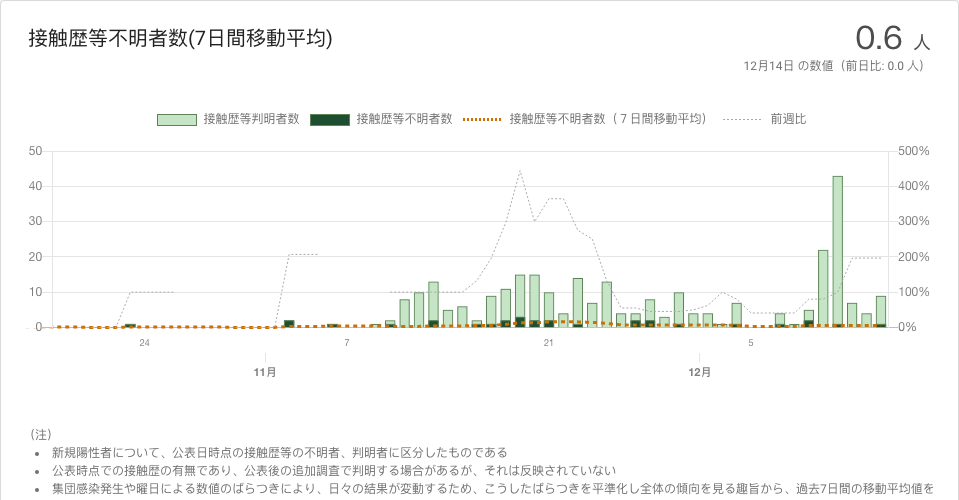 接触歴等不明者数(7日間移動平均)
0.6 人
12月14日 の数値（前日比: 0.0 人）
接触歴等判明者数 接触歴等不明者数 接触歴等不明者数（７日間移動平均） 前週比
50 500%
40 400%
30 300%
20 200%
10 100%
0 0%
24 7 21 5
11月 12月
（注）
• 新規陽性者について、公表日時点の接触歴等の不明者、判明者に区分したものである
• 公表時点での接触歴の有無であり、公表後の追加調査で判明する場合があるが、それは反映されていない
• 集団感染発生や曜日による数値のばらつきにより、日々の結果が変動するため、こうしたばらつきを平準化し全体の傾向を見る趣旨から、過去7日間の移動平均値を